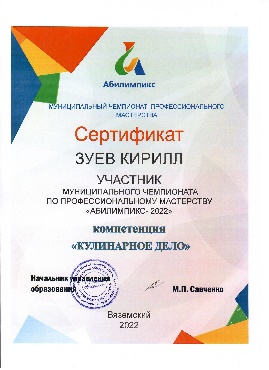 Абилимпикс
МУНИЦИПАЛЬНЫЙ ЧЕМПИОНАТ ПРОФЕССИОНАЛЬНОГО
МАСТЕРСТВА
Сертификат
ЗУЕВ КИРИЛЛ
УЧАСТНИК
МУНИЦИПАЛЬНОГО ЧЕМПИОНАТА
ПО ПРОФЕССИОНАЛЬНОМУ МАСТЕРСТВУ
«АБИЛИМПИКС- 2022»
компетенция
«КУЛИНАРНОЕ ДЕЛО»
Начальник управления
образования
М.П. Савченко
Вяземский
2022